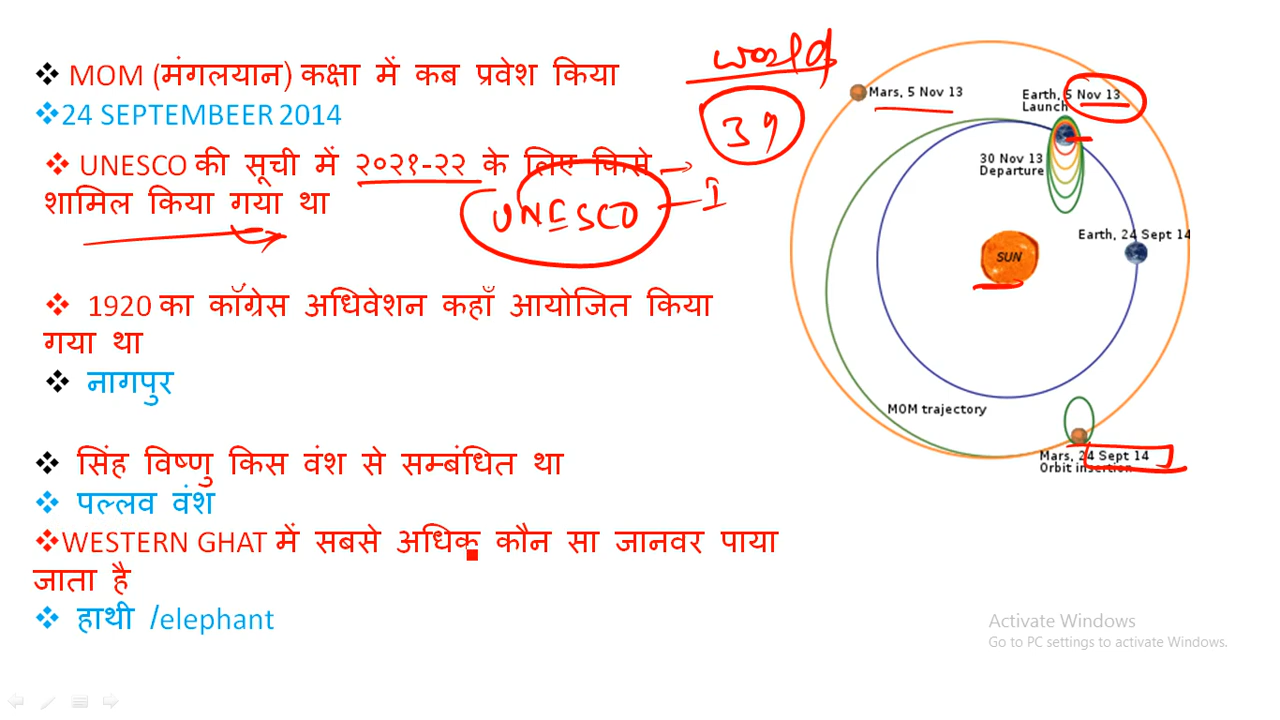 MOM (मंगलयान) कक्षा में कब प्रवेश किया
24 SEPTEMBEER 2014
UNESCO की सूची में २०२१-२२ के लिए किसे
शामिल किया गया था
UNESCO
I
1920 का कॉंग्रेस अधिवेशन कहाँ आयोजित किया
गया था
नागपुर
सिंह विष्णु किस वंश से सम्बंधित था
पल्लव वंश
WESTERN GHAT में सबसे अधिक कौन सा जानवर पाया
जाता है
हाथी /elephant
world
39
Mars, 5 Nov 13
Earth, 5 Nov 13
Launch
30 Nov 13
Departure
Earth, 24 Sept 14
SUN
MOM trajectory
Mars, 24 Sept 14
Orbit insertion
Activate Windows
Go to PC settings to activate Windows.